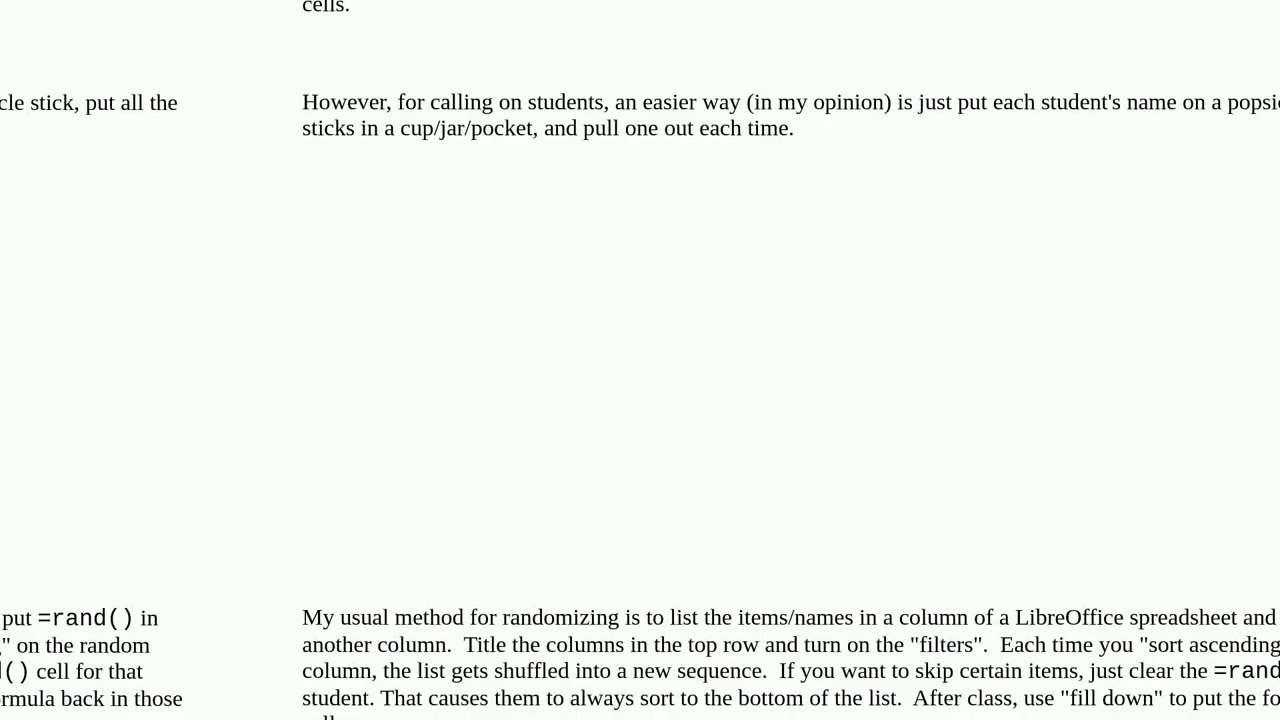 cells.
cle stick, put all the
However, for calling on students, an easier way (in my opinion) is just put each student's name on a popsic
sticks in a cup/jar/pocket, and pull one out each time.
put =rand() in
" on the random
() cell for that
ormula back in those
My usual method for randomizing is to list the items/names in a column of a LibreOffice spreadsheet and
another column.  Title the columns in the top row and turn on the "filters".  Each time you "sort ascending
column, the list gets shuffled into a new sequence.  If you want to skip certain items, just clear the =rand
student. That causes them to always sort to the bottom of the list.  After class, use "fill down" to put the fo